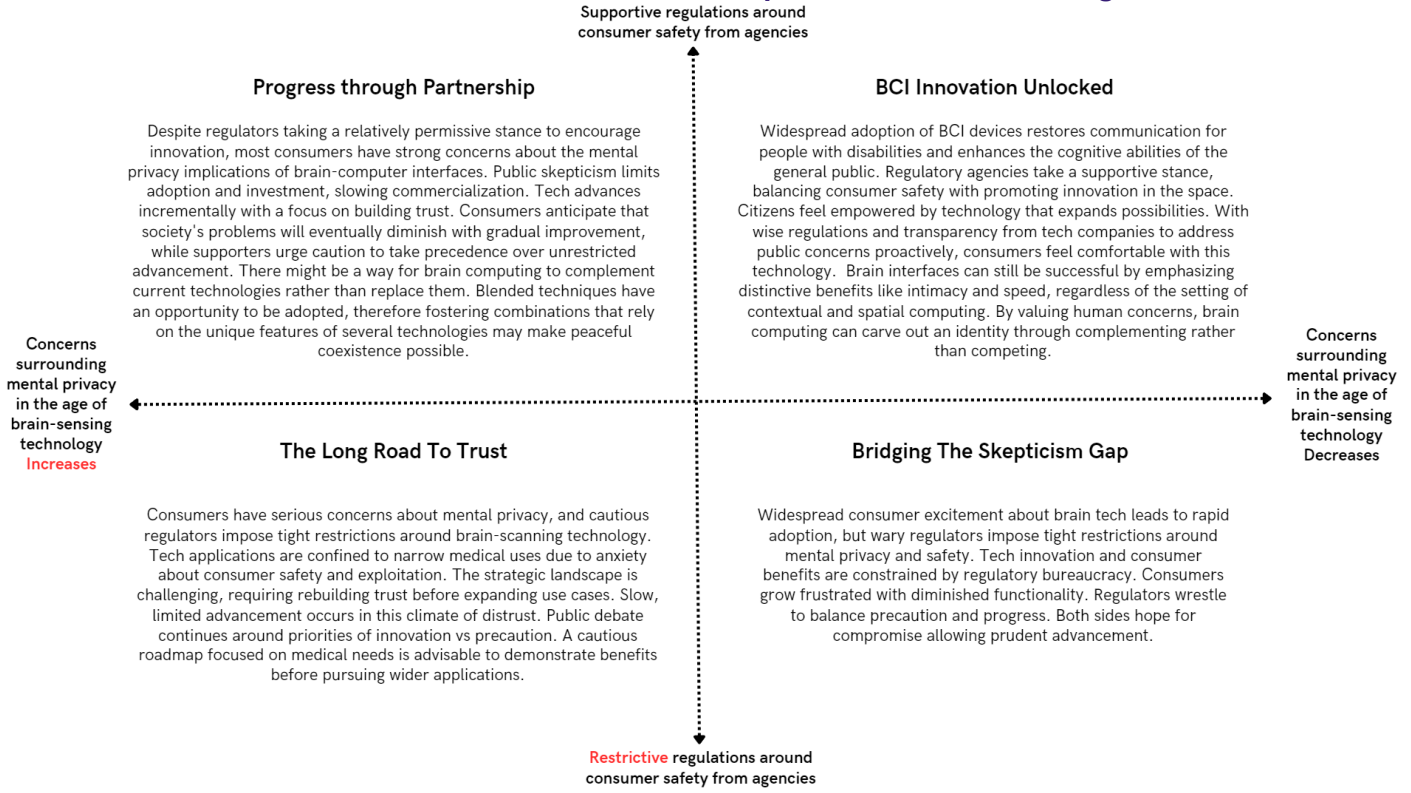 Supportive regulations around
consumer safety from agencies
Progress through Partnership
Despite regulators taking a relatively permissive stance to encourage
innovation, most consumers have strong concerns about the mental
privacy implications of brain-computer interfaces. Public skepticism limits
adoption and investment, slowing commercialization. Tech advances
incrementally with a focus on building trust. Consumers anticipate that
society's problems will eventually diminish with gradual improvement,
while supporters urge caution to take precedence over unrestricted
advancement. There might be a way for brain computing to complement
current technologies rather than replace them. Blended techniques have
an opportunity to be adopted, therefore fostering combinations that rely
on the unique features of several technologies may make peaceful
coexistence possible.
BCI Innovation Unlocked
Widespread adoption of BCI devices restores communication for
people with disabilities and enhances the cognitive abilities of the
general public. Regulatory agencies take a supportive stance,
balancing consumer safety with promoting innovation in the space.
Citizens feel empowered by technology that expands possibilities. With
wise regulations and transparency from tech companies to address
public concerns proactively, consumers feel comfortable with this
technology. Brain interfaces can still be successful by emphasizing
distinctive benefits like intimacy and speed, regardless of the setting of
contextual and spatial computing. By valuing human concerns, brain
computing can carve out an identity through complementing rather
than competing.
Concerns
surrounding
mental privacy
in the age of
brain-sensing
technology
Increases
Concerns
surrounding
mental privacy
in the age of
brain-sensing
technology
Decreases
The Long Road To Trust
Consumers have serious concerns about mental privacy, and cautious
regulators impose tight restrictions around brain-scanning technology.
Tech applications are confined to narrow medical uses due to anxiety
about consumer safety and exploitation. The strategic landscape is
challenging, requiring rebuilding trust before expanding use cases. Slow,
limited advancement occurs in this climate of distrust. Public debate
continues around priorities of innovation vs precaution. A cautious
roadmap focused on medical needs is advisable to demonstrate benefits
before pursuing wider applications.
Bridging The Skepticism Gap
Widespread consumer excitement about brain tech leads to rapid
adoption, but wary regulators impose tight restrictions around
mental privacy and safety. Tech innovation and consumer
benefits are constrained by regulatory bureaucracy. Consumers
grow frustrated with diminished functionality. Regulators wrestle
to balance precaution and progress. Both sides hope for
compromise allowing prudent advancement.
Restrictive regulations around
consumer safety from agencies